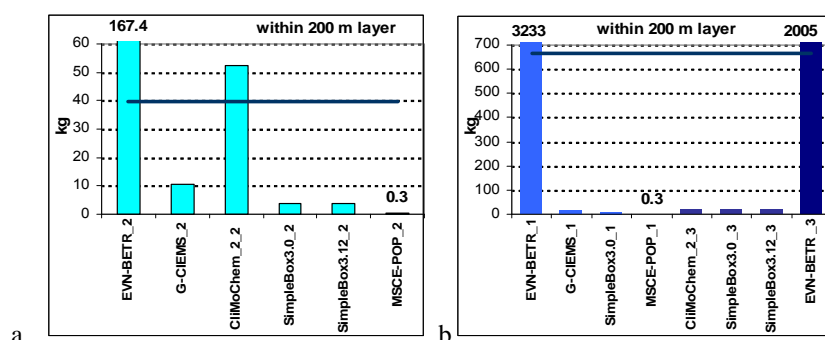 167.4
within 200 m layer
60
50
40
30
20
10
0
kg
0.3
EVN-BETR_2
G-CIEMS_2
CliMoChem_2_2
SimpleBox3.0_2
SimpleBox3.12_2
MSCE-POP_2
a
3233
within 200 m layer
2005
700
600
500
400
300
200
100
0
kg
0.3
EVN-BETR_1
G-CIEMS_1
SimpleBox3.0_1
MSCE-POP_1
CliMoChem_2_3
SimpleBox3.0_3
SimpleBox3.12_3
EVN-BETR _3
b